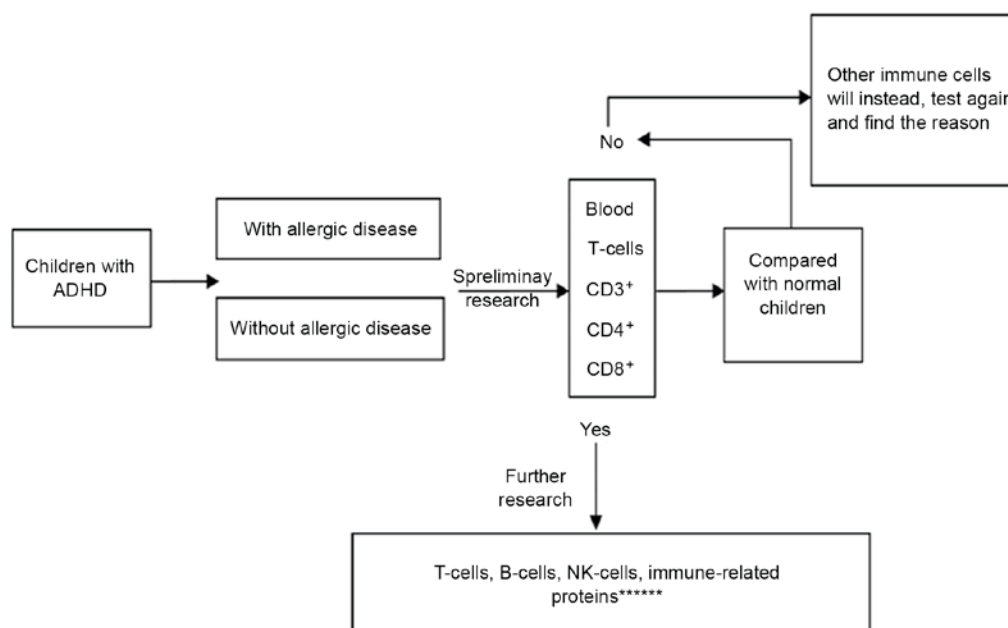 Children with
ADHD
With allergic disease
Without allergic disease
Spreliminay
research
Blood
T-cells
CD3⁺
CD4⁺
CD8⁺
Compared
with normal
children
No
Other immune cells
will instead, test again
and find the reason
Yes
Further
research
T-cells, B-cells, NK-cells, immune-related
proteins******